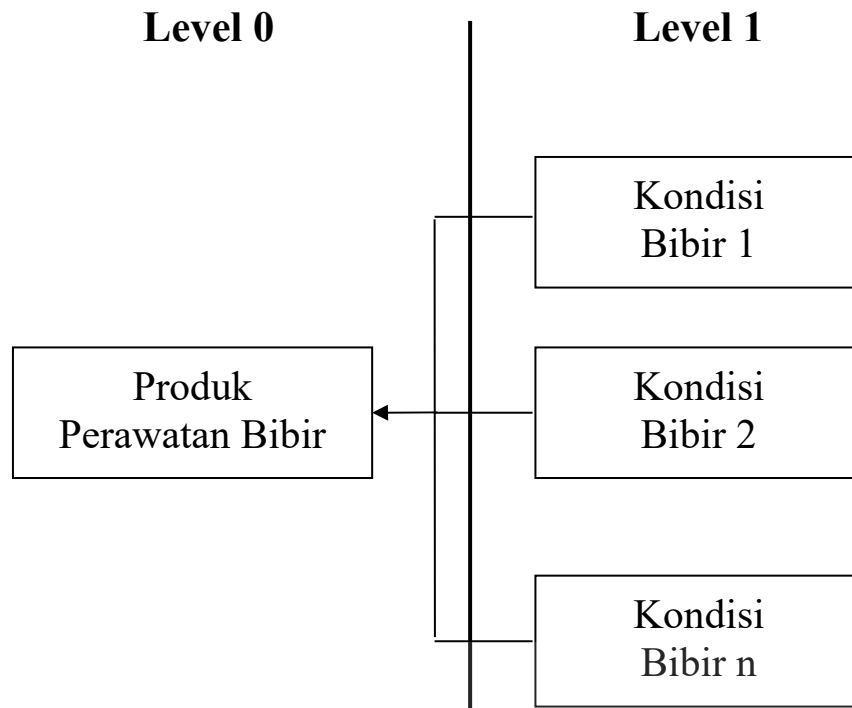 Level 0
Level 1
Kondisi
Bibir 1
Produk
Perawatan Bibir
Kondisi
Bibir 2
Kondisi
Bibir n